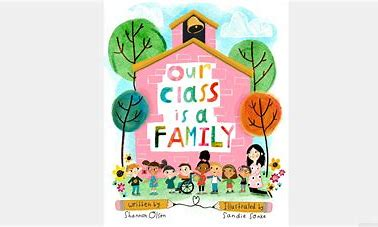 OUR
CLASS
is a
FAMILY
written by
Shannon Olsen
Illustrated by
Sandie Sonke